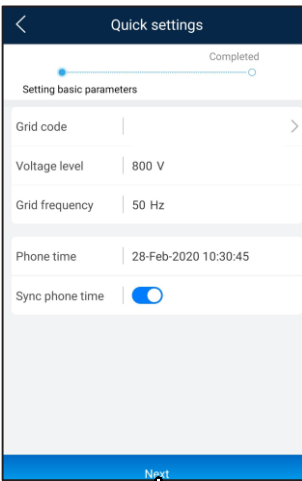 Quick settings
Completed
Setting basic parameters
Grid code
Voltage level 800 V
Grid frequency 50 Hz
Phone time 28-Feb-2020 10:30:45
Sync phone time
Next